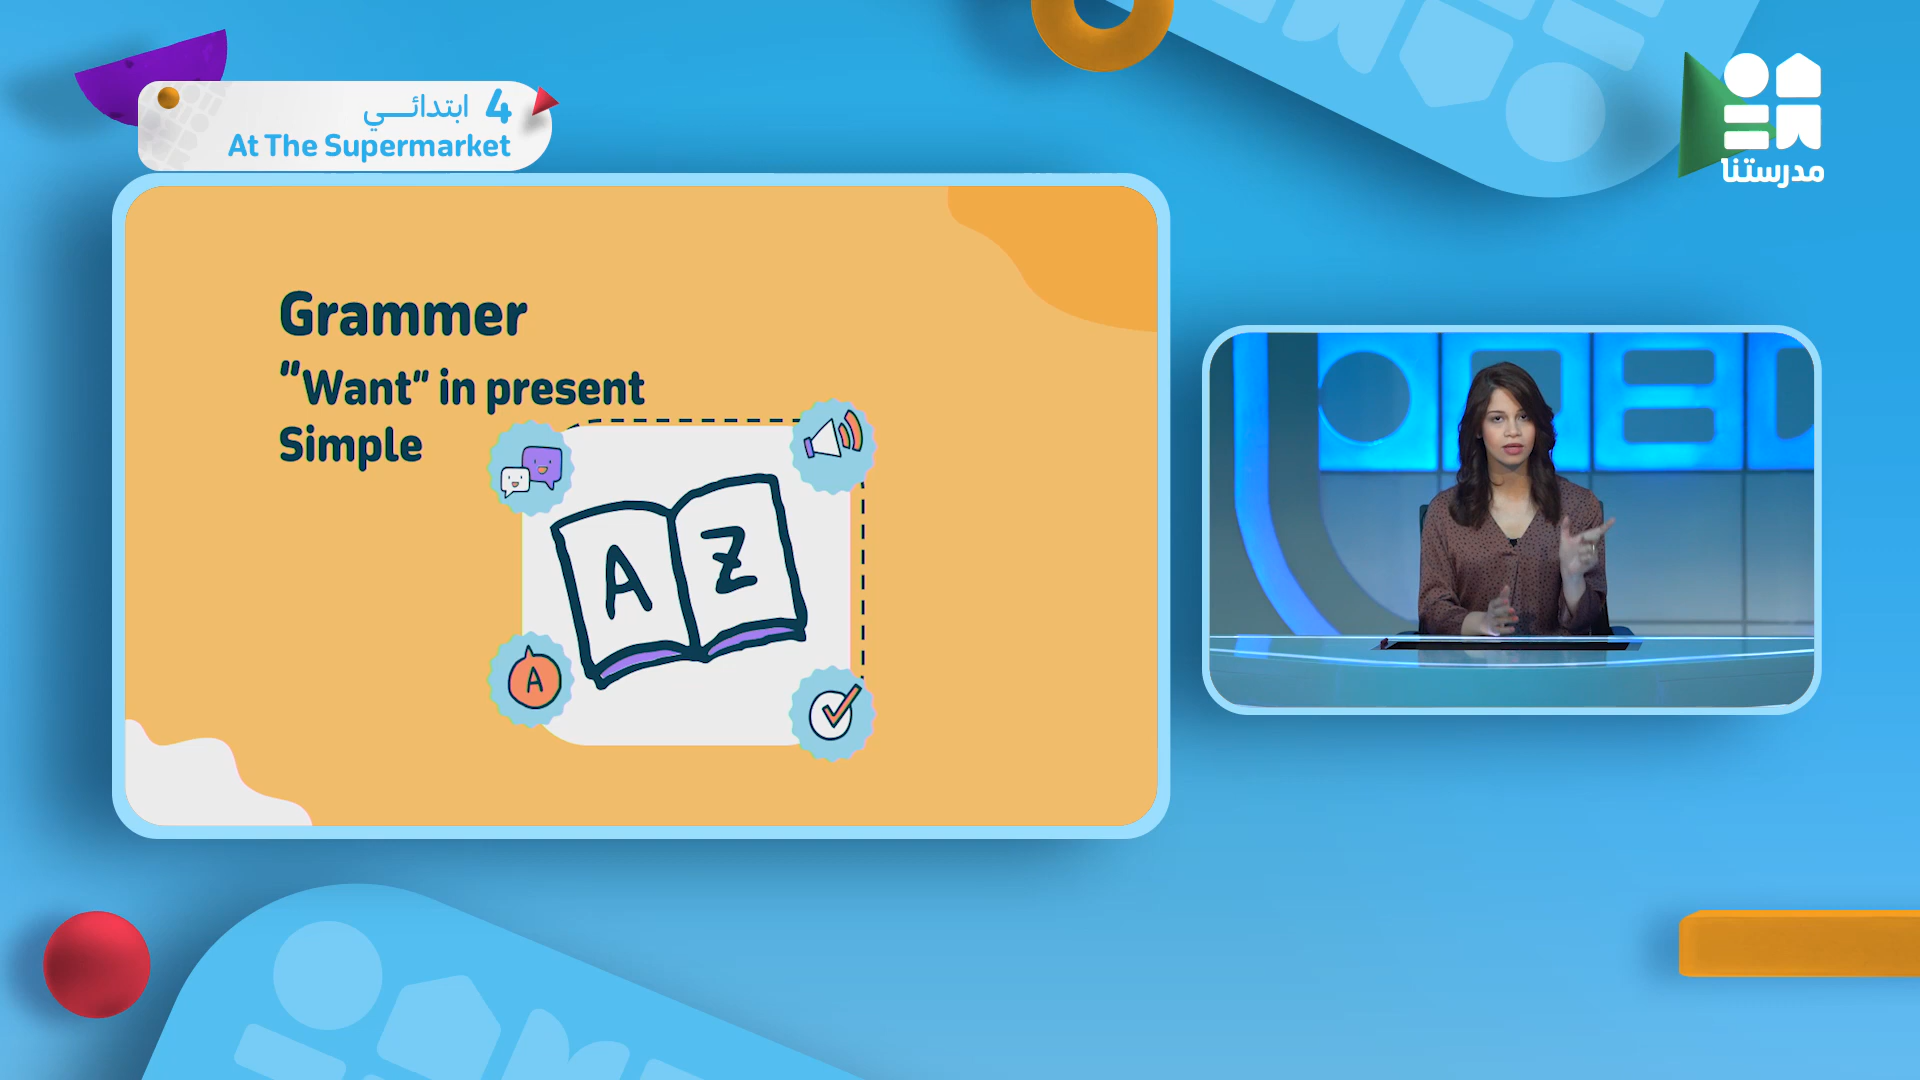 4 ابتدائـــي
At The Supermarket
مدرستنا
Grammer
"Want" in present
Simple
A Z
A